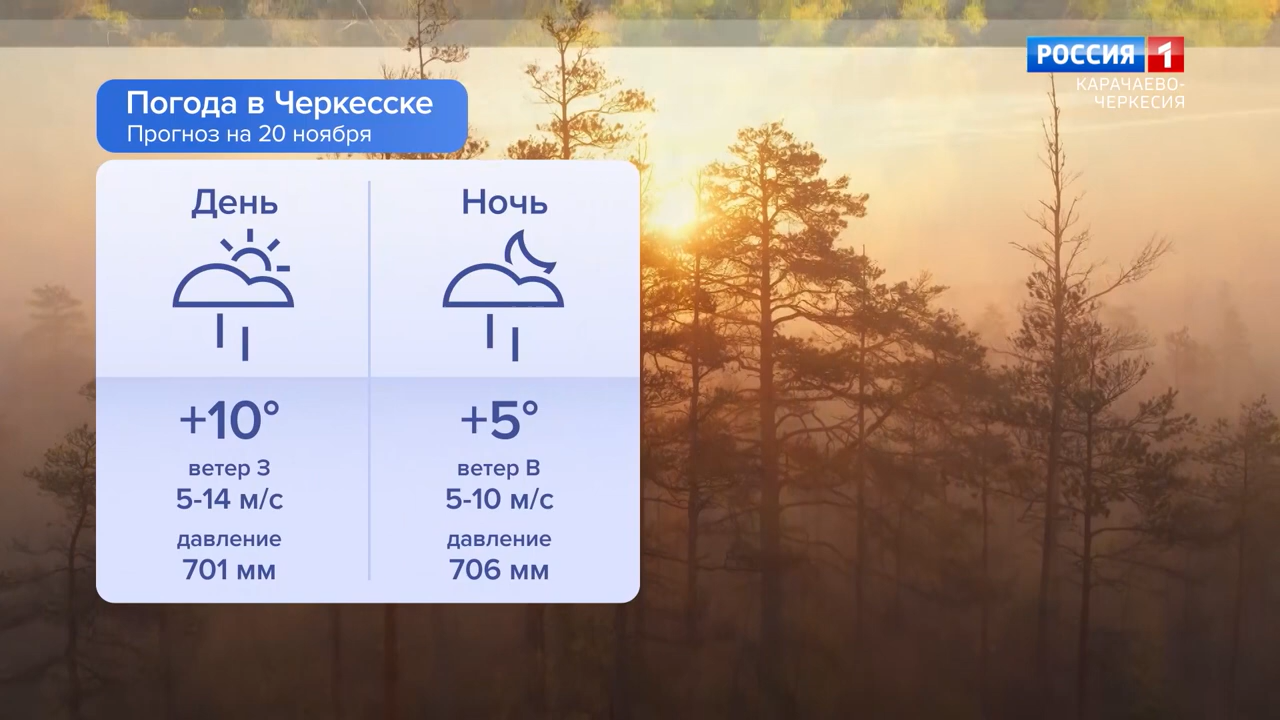 Погода в Черкесске
Прогноз на 20 ноября
РОССИЯ 1
КАРАЧАЕВО-
ЧЕРКЕСИЯ
День
Ночь
+10°
+5°
ветер З
ветер В
5-14 м/с
5-10 м/с
давление
давление
701 мм
706 мм